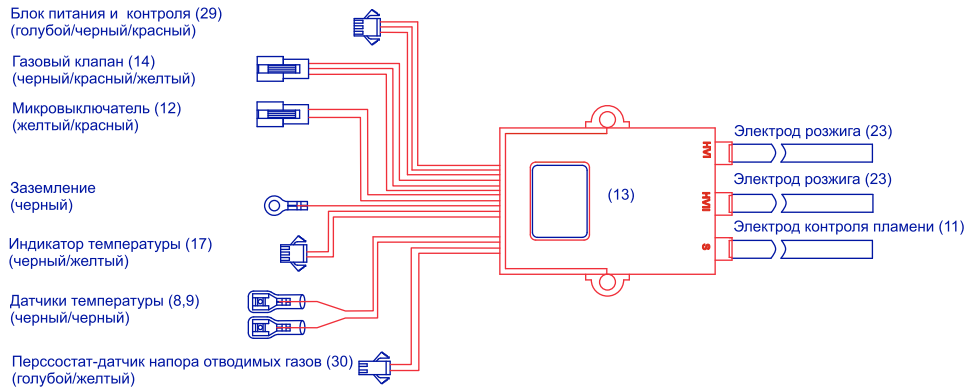 Блок питания и контроля (29)
(голубой/черный/красный)
Газовый клапан (14)
(черный/красный/желтый)
Микровыключатель (12)
(желтый/красный)
Заземление
(черный)
Индикатор температуры (17)
(черный/желтый)
Датчики температуры (8,9)
(черный/черный)
Перссостат-датчик напора отводимых газов (30)
(голубой/желтый)
(13)
HVI
HVII
S
Электрод розжига (23)
Электрод розжига (23)
Электрод контроля пламени (11)